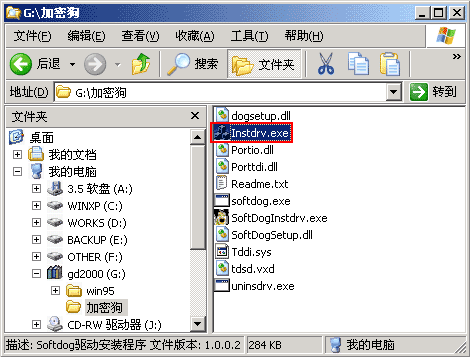 G:\加密狗
文件(F) 编辑(E) 查看(V) 收藏(A) 工具(T)
后退 搜索 文件夹
地址(D) G:\加密狗 转到
文件夹
桌面
我的文档
我的电脑
3.5 软盘 (A:)
WINXP (C:)
WORKS (D:)
BACKUP (E:)
OTHER (F:)
gd2000 (G:)
win95
加密狗
CD-RW 驱动器 (J:)
dogsetup.dll
Instdrv.exe
Portio.dll
Porttdi.dll
Readme.txt
softdog.exe
SoftDogInstdrv.exe
SoftDogSetup.dll
Tddi.sys
tdsd.vxd
uninsdrv.exe
描述: Softdog驱动安装程序 文件版本: 1.0.0.2 284 KB 我的电脑